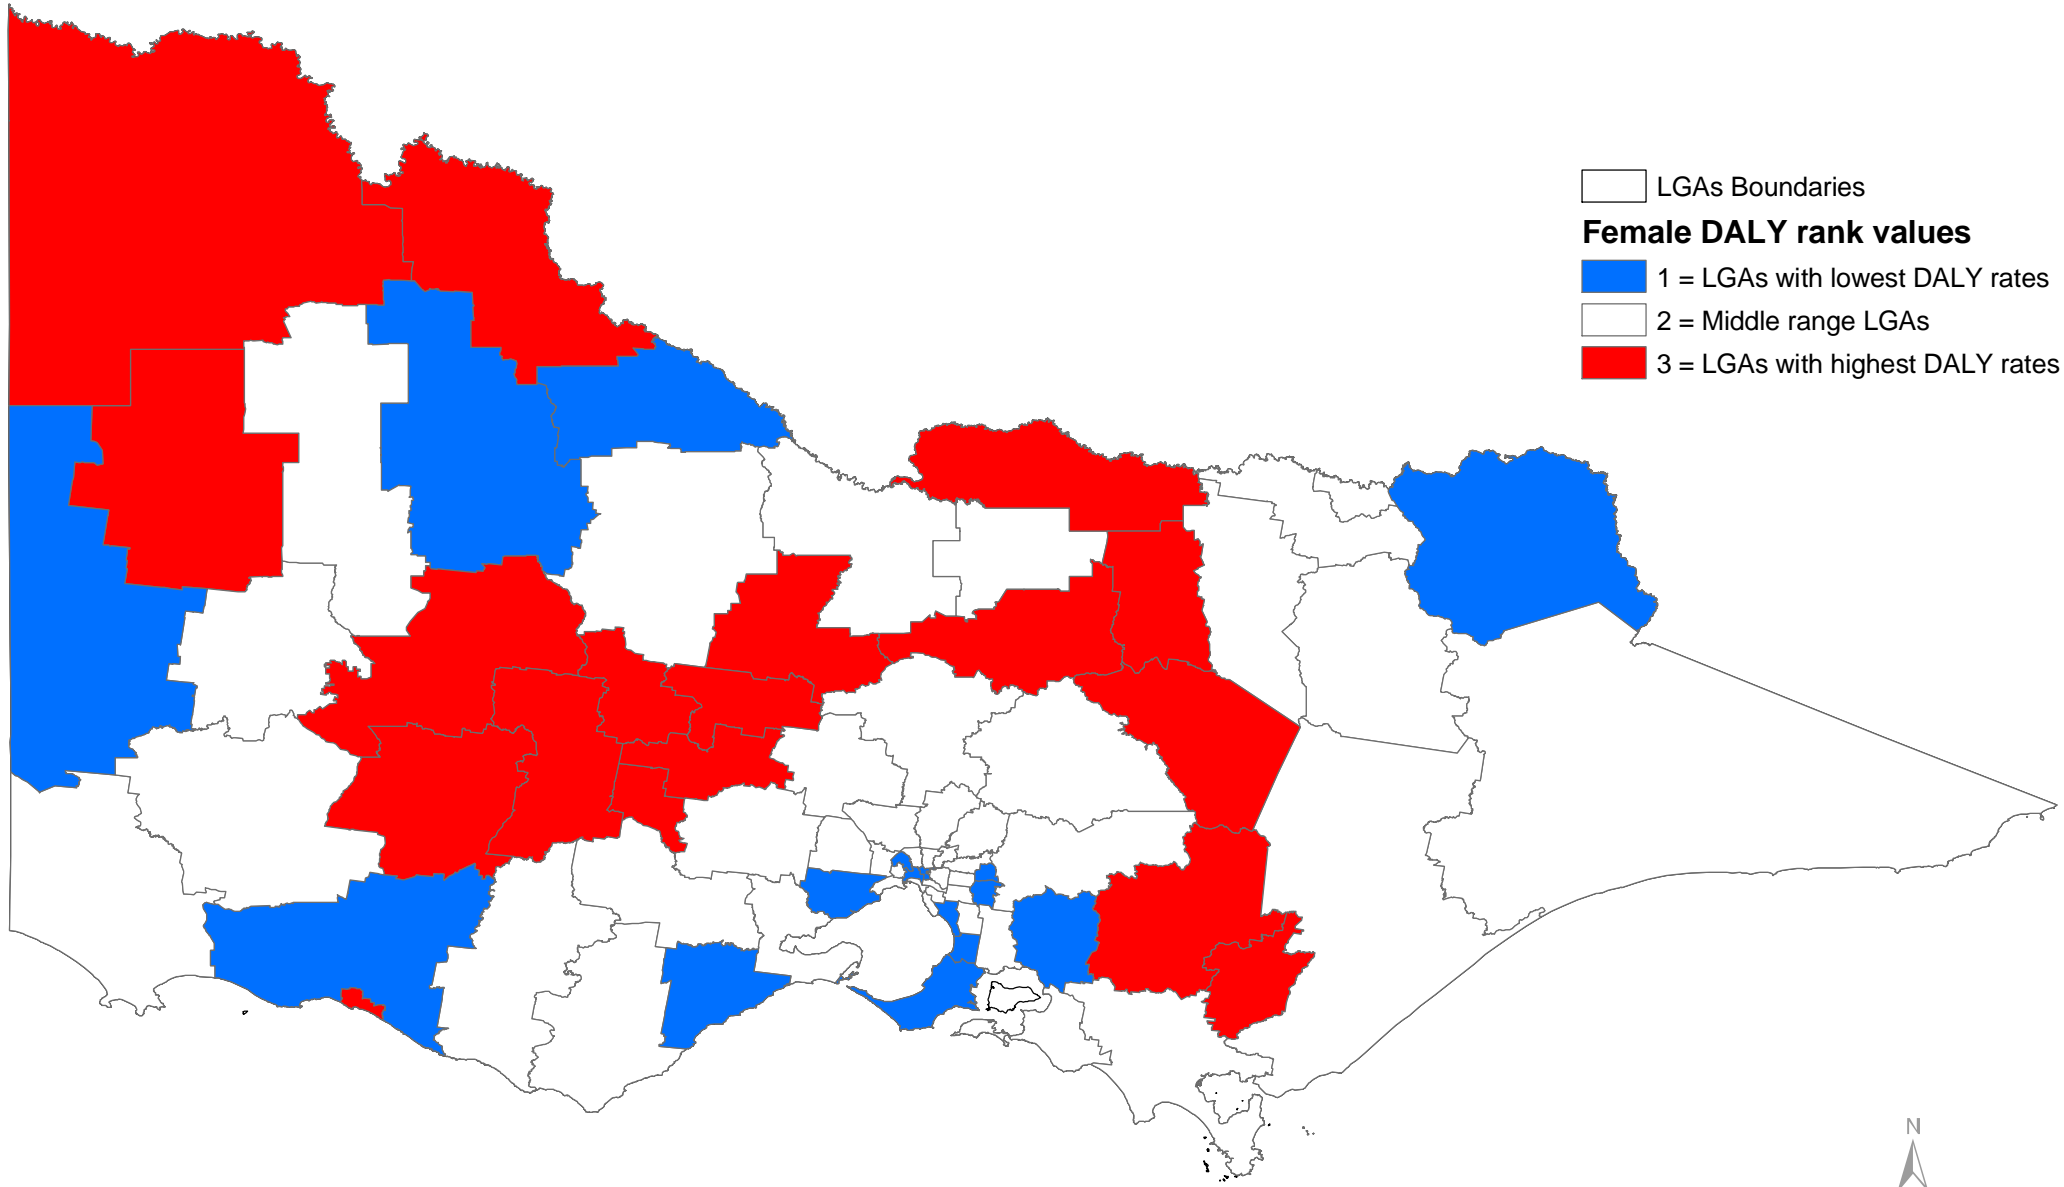 LGAs Boundaries
Female DALY rank values
1 = LGAs with lowest DALY rates
2 = Middle range LGAs
3 = LGAs with highest DALY rates
N